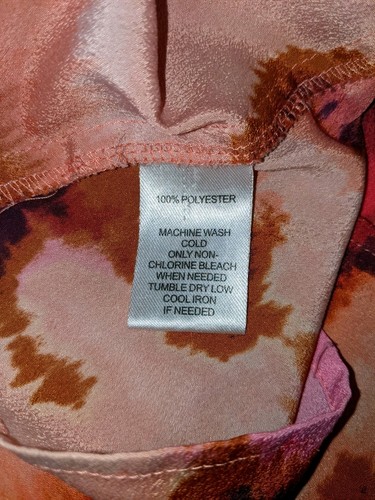 100% POLYESTER
MACHINE WASH
COLD
ONLY NON-
CHLORINE BLEACH
WHEN NEEDED
TUMBLE DRY LOW
COOL IRON
IF NEEDED